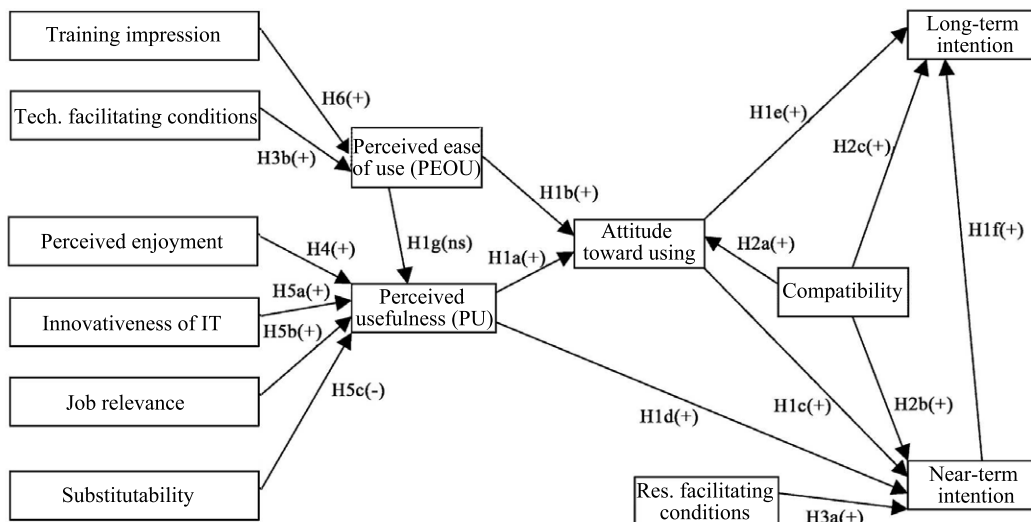 Training impression
Long-term
intention
H6(+)
Tech. facilitating conditions
H1e(+)
H3b(+)
Perceived ease
of use (PEOU)
H2c(+)
H1b(+)
Perceived enjoyment
H4(+)
H1g(ns)
H1a(+)
Attitude
toward using
H2a(+)
H1f(+)
H5a(+)
Innovativeness of IT
H5b(+)
Perceived
usefulness (PU)
Compatibility
Job relevance
H5c(-)
H1d(+)
H1c(+)
H2b(+)
Substitutability
Res. facilitating
conditions
H3a(+)
Near-term
intention